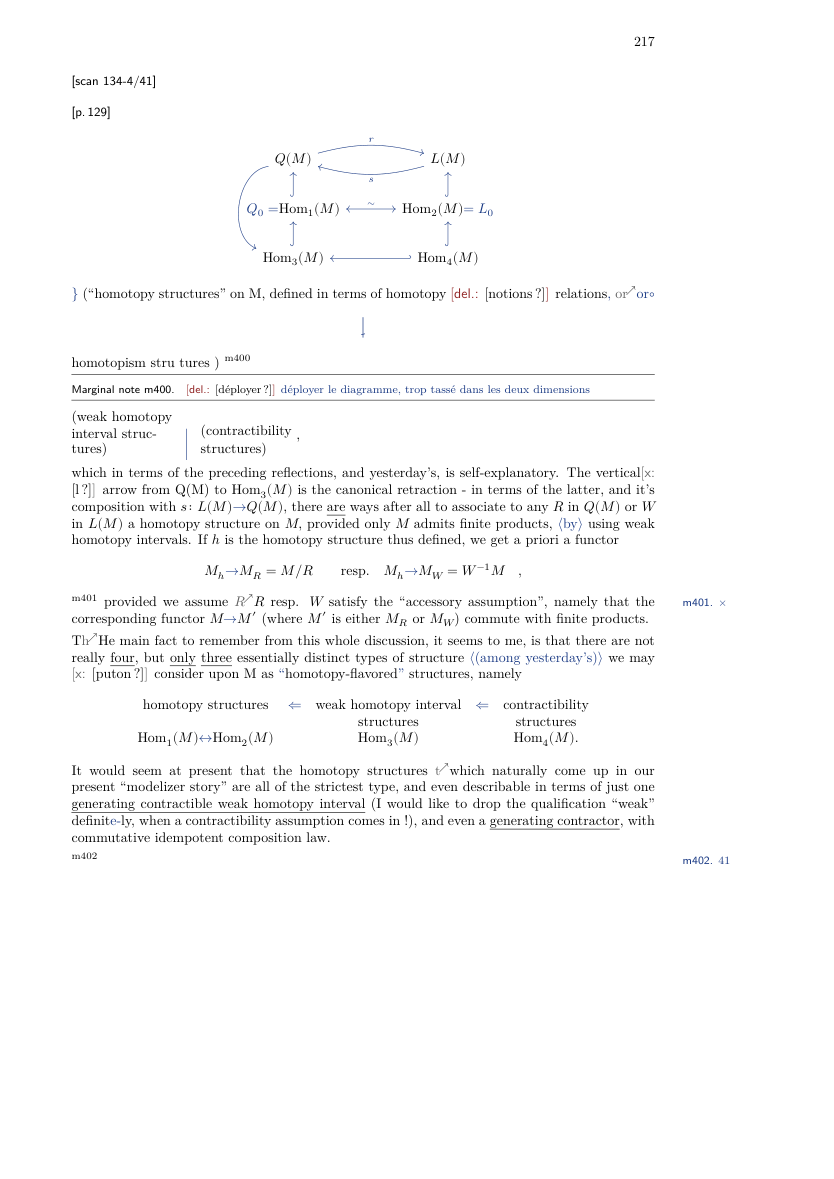 217
[scan 134-4/41]
[p. 129]
r
Q(M) L(M)
s
Q₀ =Hom₁(M) ∼ Hom₂(M)= L₀
Hom₃(M) Hom₄(M)
} (“homotopy structures” on M, defined in terms of homotopy [del.: [notions ?]] relations, or↗or∘
homotopism stru tures ) m400
Marginal note m400. [del.: [déployer ?]] déployer le diagramme, trop tassé dans les deux dimensions
(weak homotopy
interval struc-
tures)
(contractibility ,
structures)
which in terms of the preceding reflections, and yesterday’s, is self-explanatory. The vertical[x:
[l ?]] arrow from Q(M) to Hom₃(M) is the canonical retraction - in terms of the latter, and it’s
composition with s: L(M)→Q(M), there are ways after all to associate to any R in Q(M) or W
in L(M) a homotopy structure on M, provided only M admits finite products, ⟨by⟩ using weak
homotopy intervals. If h is the homotopy structure thus defined, we get a priori a functor
M_h→M_R = M/R resp. M_h→M_W = W⁻¹M ,
m401 provided we assume R↗R resp. W satisfy the “accessory assumption”, namely that the m401. ×
corresponding functor M→M′ (where M′ is either M_R or M_W) commute with finite products.
Th↗He main fact to remember from this whole discussion, it seems to me, is that there are not
really four, but only three essentially distinct types of structure ⟨(among yesterday’s)⟩ we may
[x: [puton ?]] consider upon M as “homotopy-flavored” structures, namely
homotopy structures ⇐ weak homotopy interval ⇐ contractibility
structures structures
Hom₁(M)↔Hom₂(M) Hom₃(M) Hom₄(M).
It would seem at present that the homotopy structures t↗which naturally come up in our
present “modelizer story” are all of the strictest type, and even describable in terms of just one
generating contractible weak homotopy interval (I would like to drop the qualification “weak”
definite-ly, when a contractibility assumption comes in !), and even a generating contractor, with
commutative idempotent composition law.
m402 m402. 41